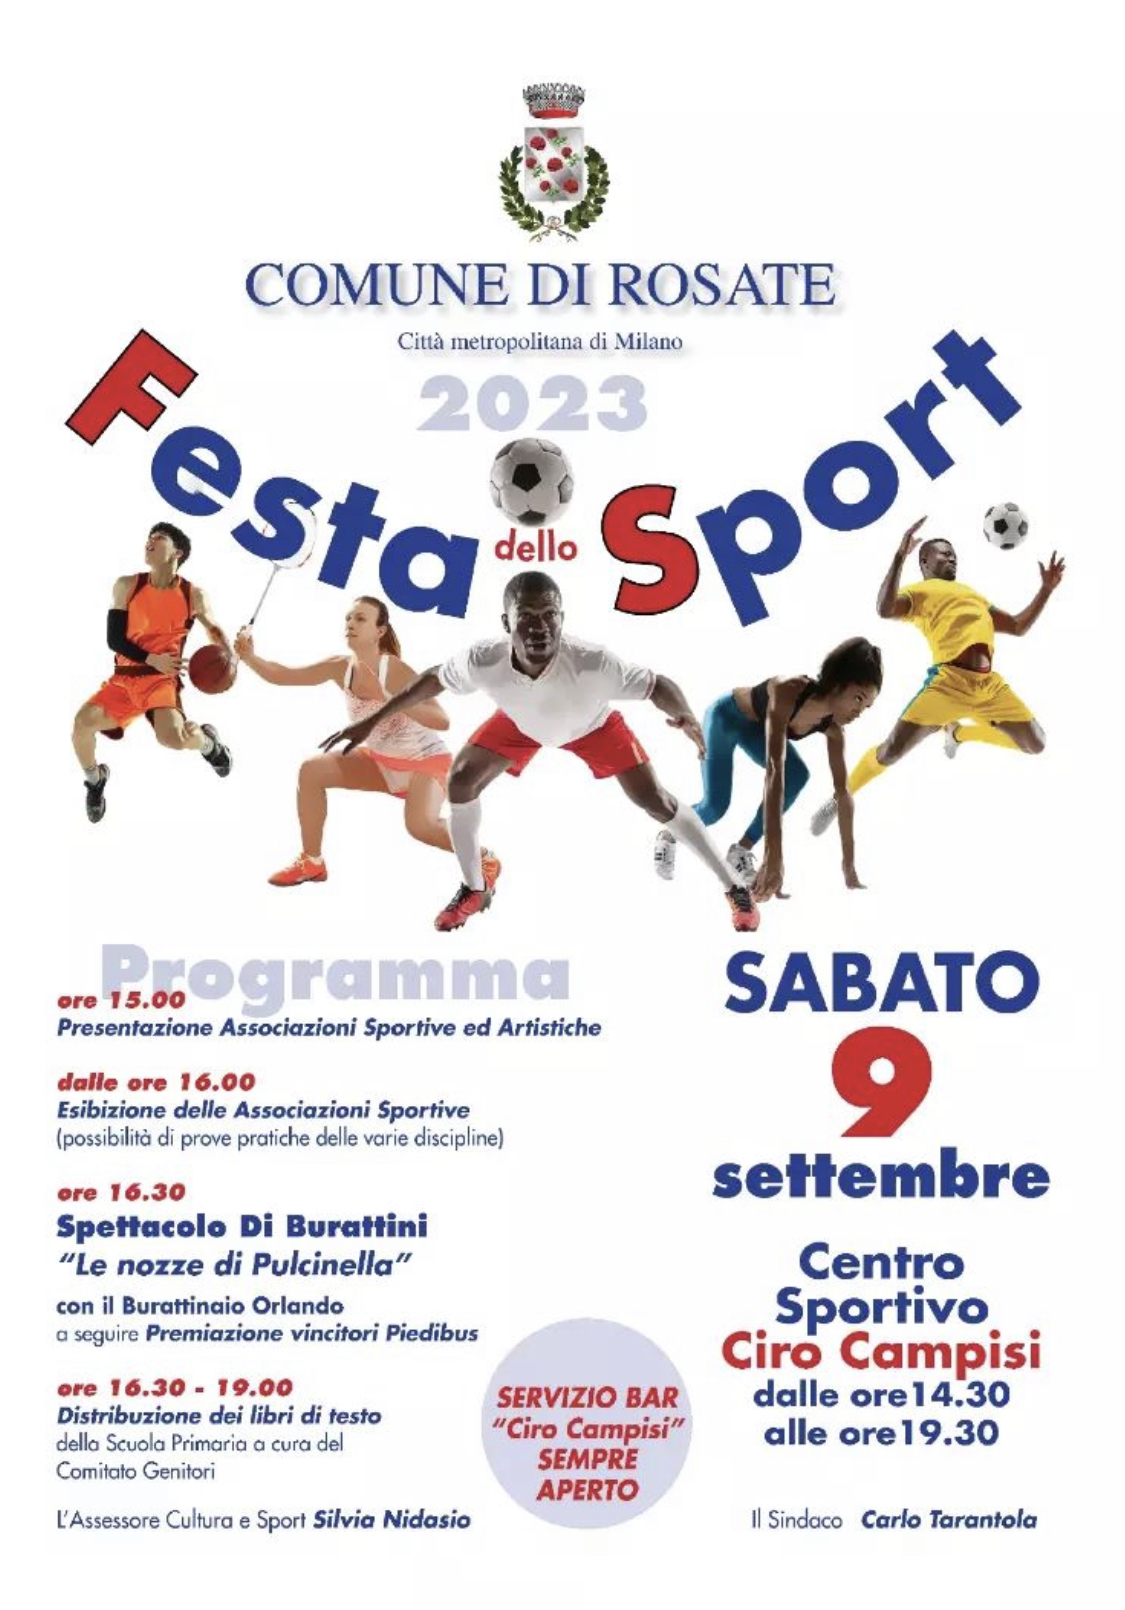 COMUNE DI ROSATE
Città metropolitana di Milano
2023
Festa dello Sport
Programma
ore 15.00
Presentazione Associazioni Sportive ed Artistiche
dalle ore 16.00
Esibizione delle Associazioni Sportive
(possibilità di prove pratiche delle varie discipline)
ore 16.30
Spettacolo Di Burattini
“Le nozze di Pulcinella”
con il Burattinaio Orlando
a seguire Premiazione vincitori Piedibus
ore 16.30 - 19.00
Distribuzione dei libri di testo
della Scuola Primaria a cura del
Comitato Genitori
L’Assessore Cultura e Sport Silvia Nidasio
SERVIZIO BAR
“Ciro Campisi”
SEMPRE
APERTO
SABATO
9
settembre
Centro
Sportivo
Ciro Campisi
dalle ore14.30
alle ore19.30
Il Sindaco Carlo Tarantola